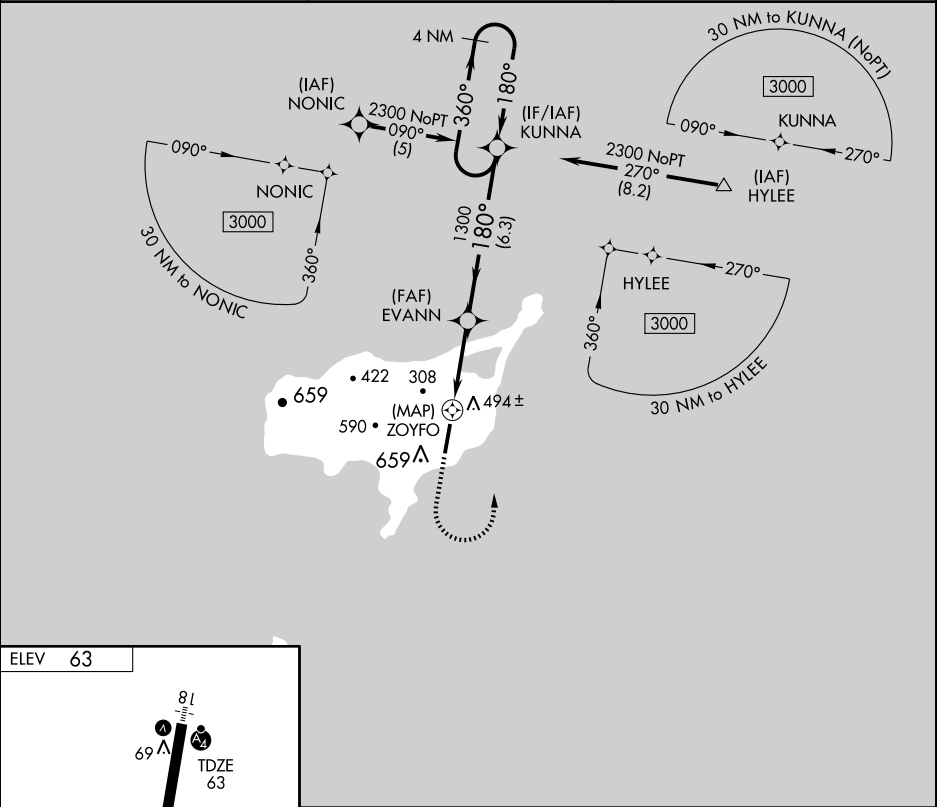 4 NM
360°
180°
(IAF)
NONIC
2300 NoPT
090°
(5)
(IF/IAF)
KUNNA
30 NM to KUNNA (NoPT)
3000
KUNNA
090°
270°
2300 NoPT
270°
(8.2)
(IAF)
HYLEE
090°
NONIC
3000
360°
30 NM to NONIC
1300
180°
(6.3)
HYLEE
270°
3000
360°
30 NM to HYLEE
(FAF)
EVANN
422
308
659
494±
(MAP)
ZOYFO
590
659
ELEV 63
18
69
A4
TDZE
63